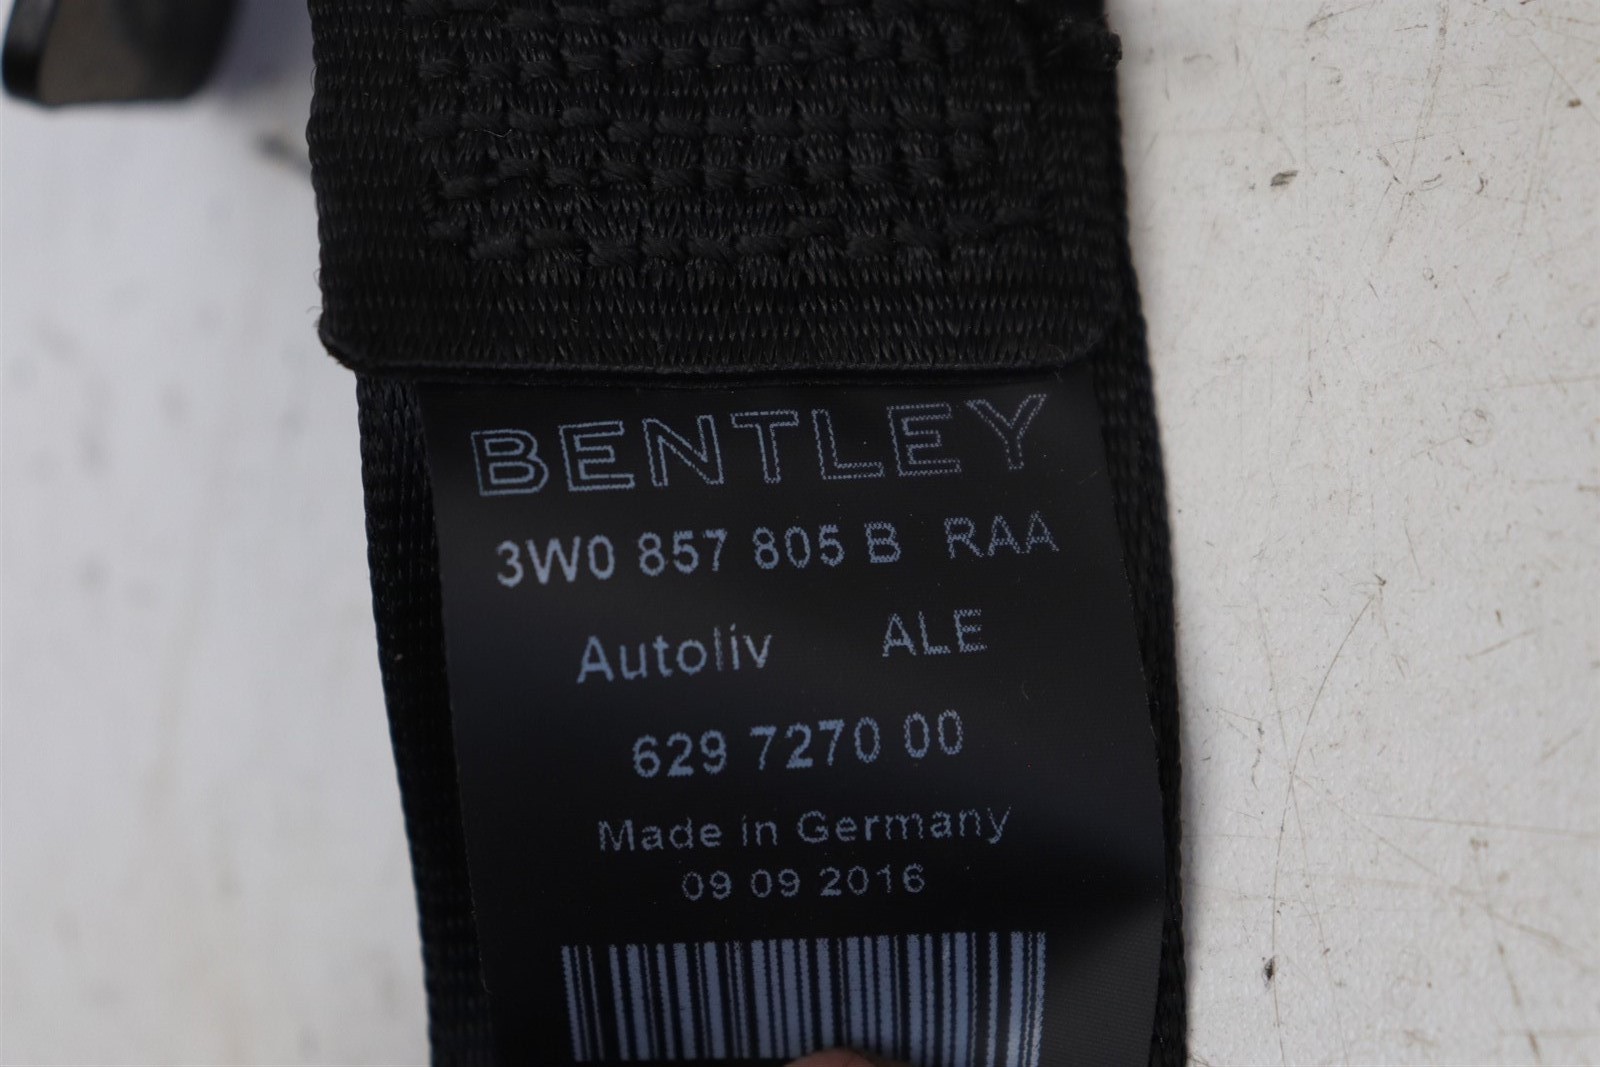 BENTLEY
3W0 857 805 B RAA
Autoliv ALE
629 7270 00
Made in Germany
09 09 2016